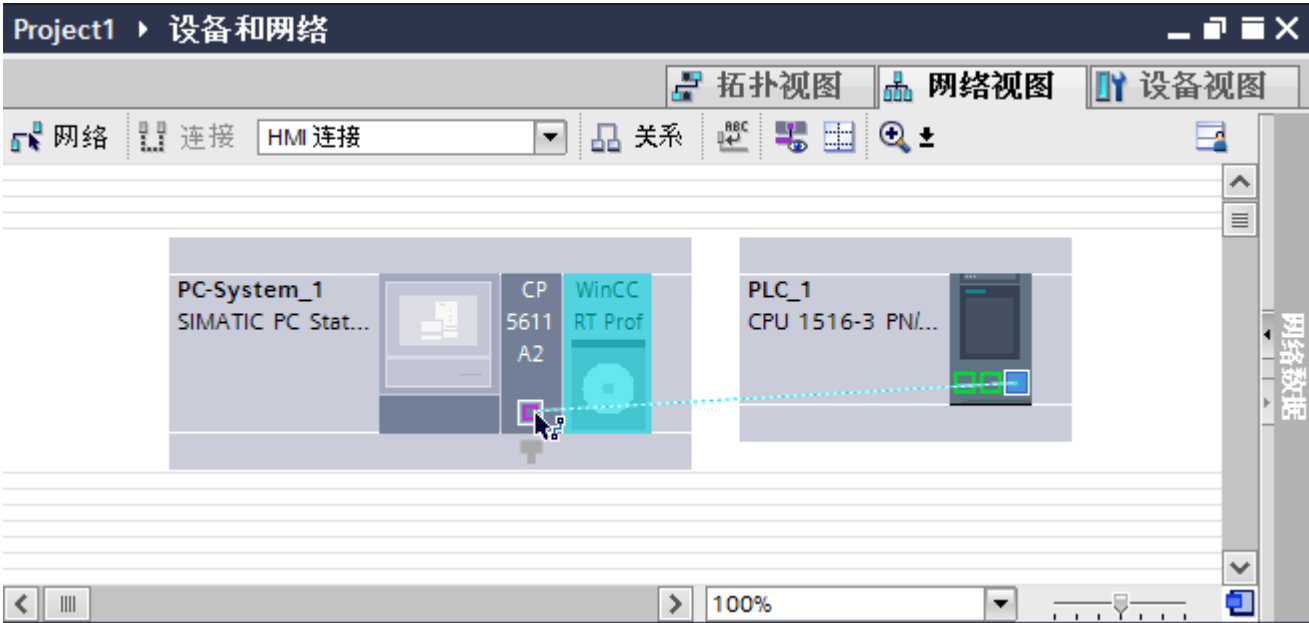 Project1 ▸ 设备和网络
拓扑视图 网络视图 设备视图
网络 连接 HMI 连接 关系 ABC
PC-System_1
SIMATIC PC Stat...
CP
5611
A2
WinCC
RT Prof
PLC_1
CPU 1516-3 PN/...
网络数据
100%